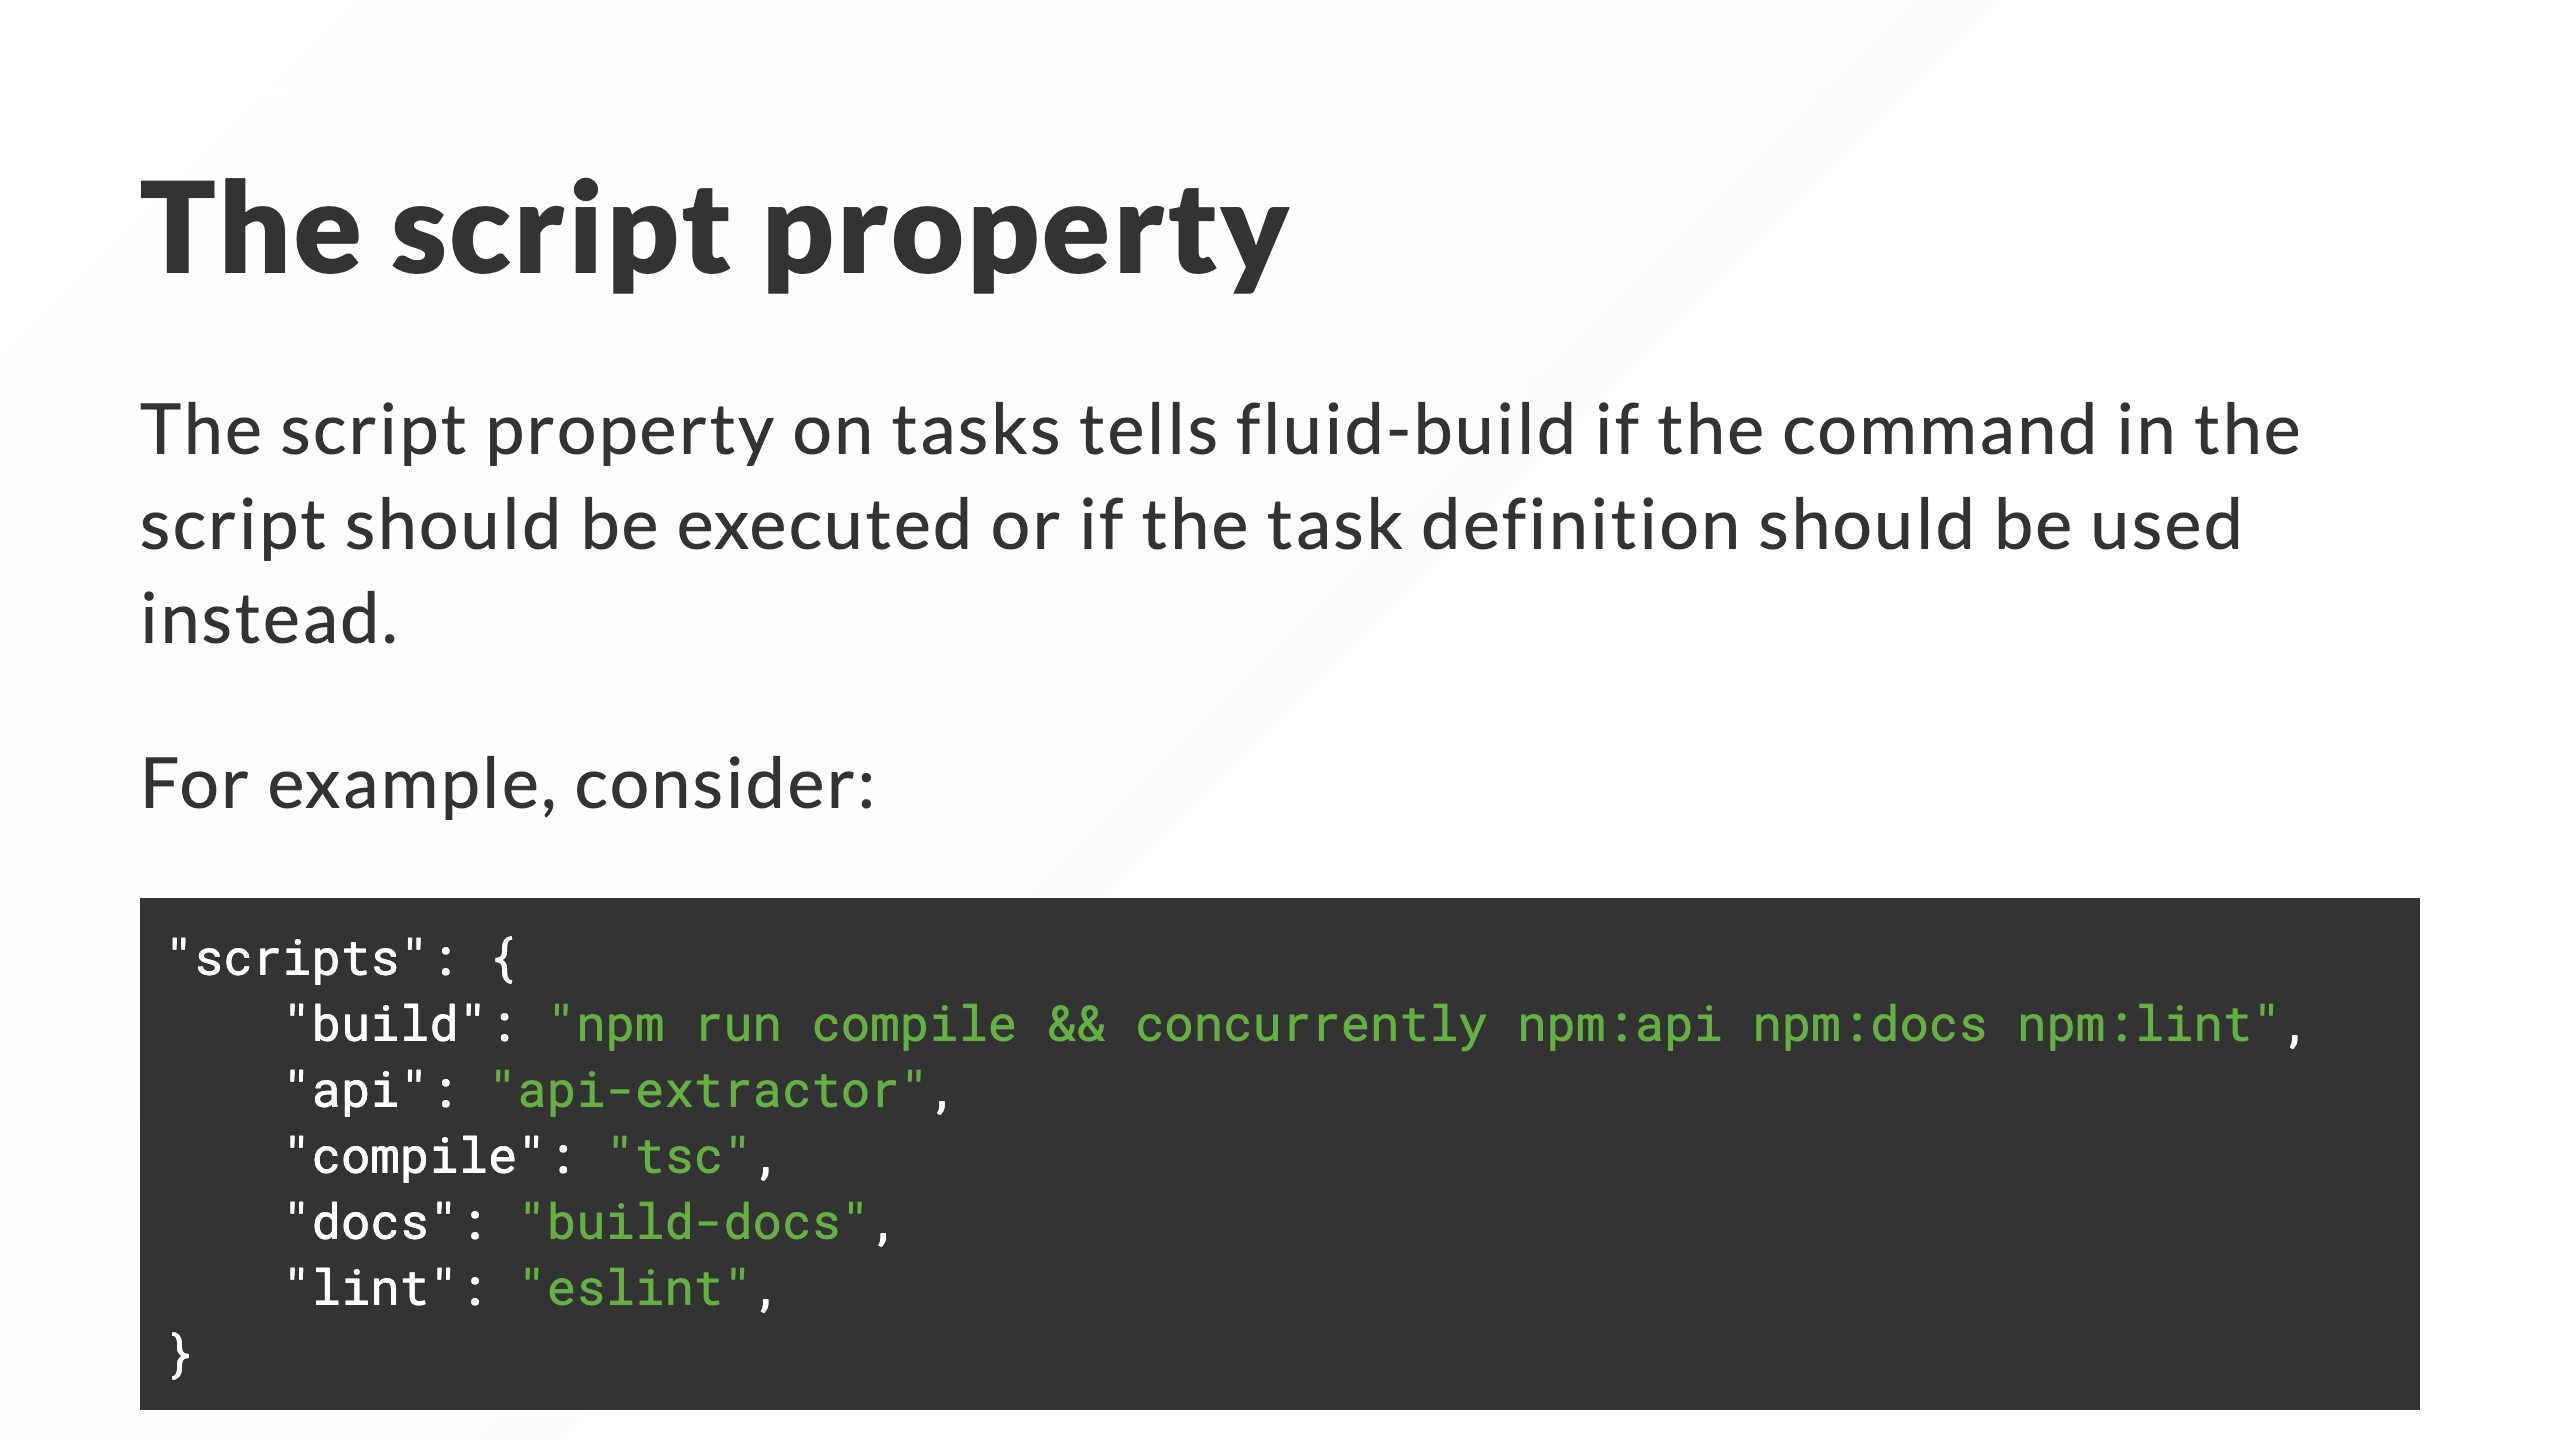 The script property
The script property on tasks tells fluid-build if the command in the
script should be executed or if the task definition should be used
instead.
For example, consider:
"scripts": {
    "build": "npm run compile && concurrently npm:api npm:docs npm:lint",
    "api": "api-extractor",
    "compile": "tsc",
    "docs": "build-docs",
    "lint": "eslint",
}